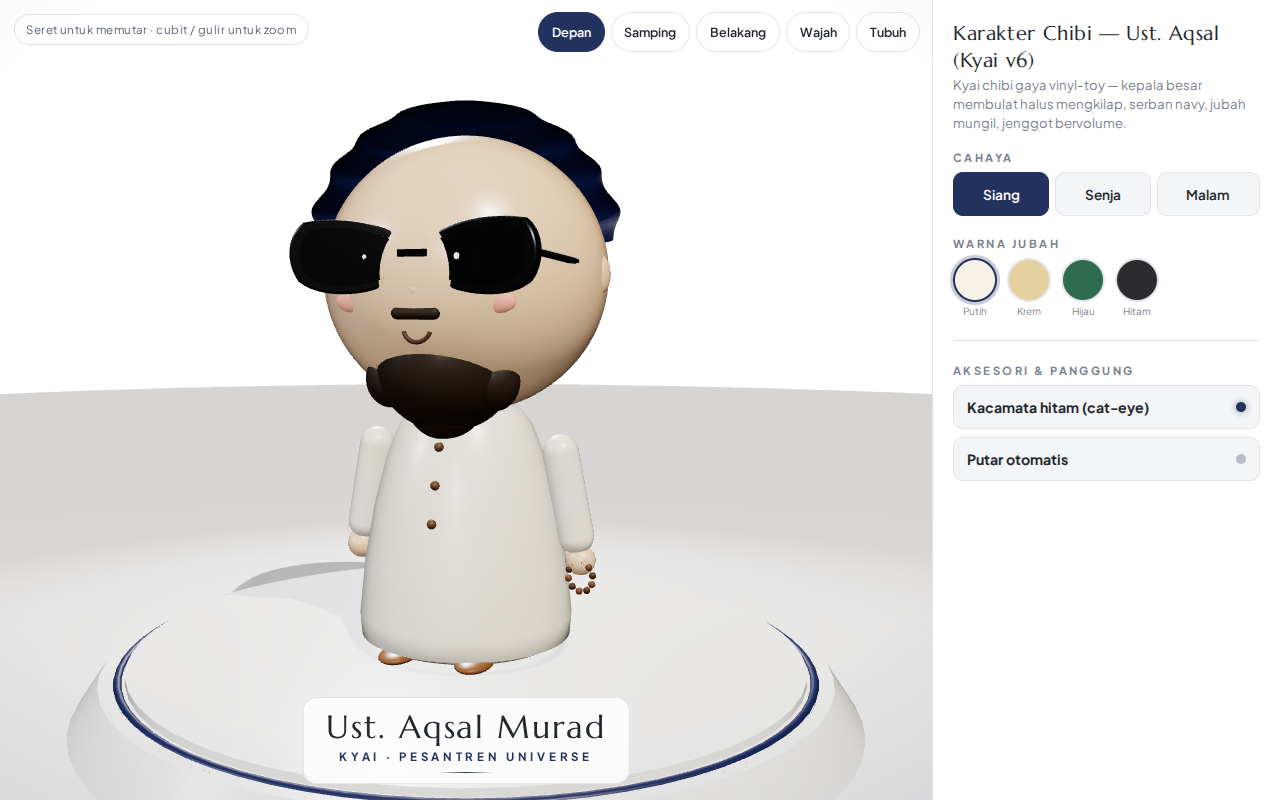 Seret untuk memutar · cubit / gulir untuk zoom
Depan
Samping
Belakang
Wajah
Tubuh
Karakter Chibi — Ust. Aqsal
(Kyai v6)
Kyai chibi gaya vinyl-toy — kepala besar
membulat halus mengkilap, serban navy, jubah
mungil, jenggot bervolume.
CAHAYA
Siang
Senja
Malam
WARNA JUBAH
Putih
Krem
Hijau
Hitam
AKSESORI & PANGGUNG
Kacamata hitam (cat-eye)
Putar otomatis
Ust. Aqsal Murad
KYAI · PESANTREN UNIVERSE